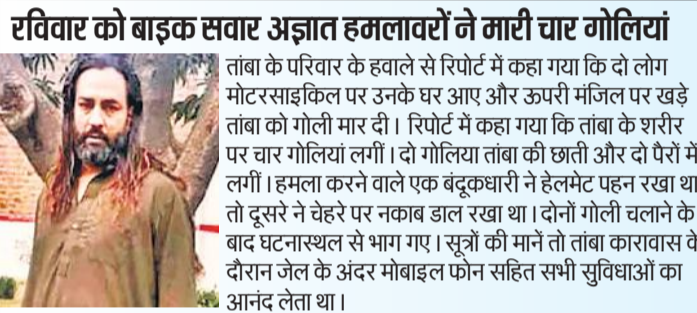 रविवार को बाइक सवार अज्ञात हमलावरों ने मारी चार गोलियां
तांबा के परिवार के हवाले से रिपोर्ट में कहा गया कि दो लोग
मोटरसाइकिल पर उनके घर आए और ऊपरी मंजिल पर खड़े
तांबा को गोली मार दी। रिपोर्ट में कहा गया कि तांबा के शरीर
पर चार गोलियां लगीं। दो गोलिया तांबा की छाती और दो पैरों में
लगीं। हमला करने वाले एक बंदूकधारी ने हेलमेट पहन रखा था
तो दूसरे ने चेहरे पर नकाब डाल रखा था। दोनों गोली चलाने के
बाद घटनास्थल से भाग गए। सूत्रों की मानें तो तांबा कारावास के
दौरान जेल के अंदर मोबाइल फोन सहित सभी सुविधाओं का
आनंद लेता था।